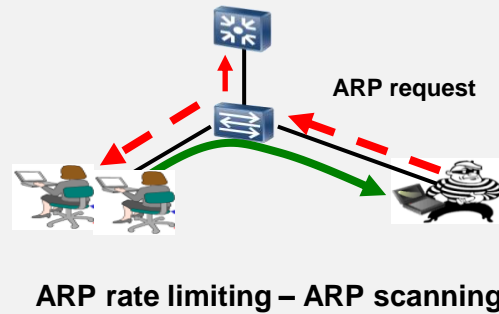 ARP request
ARP rate limiting – ARP scanning